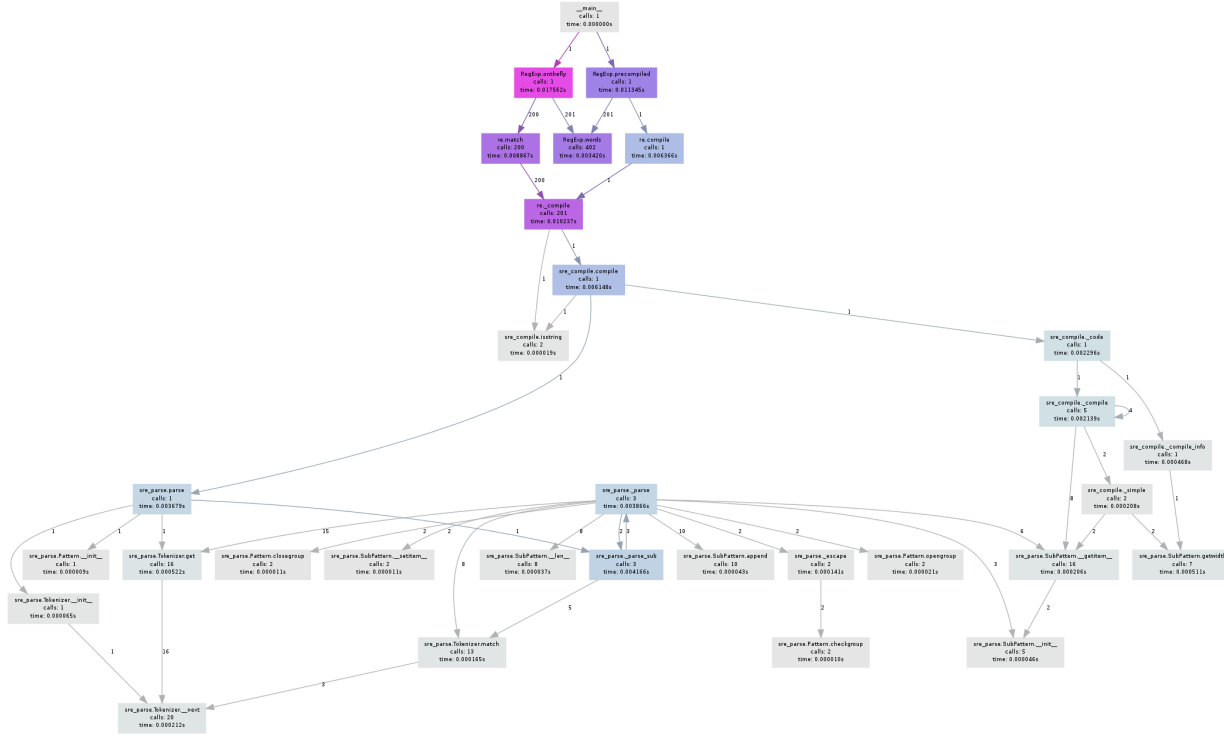 __main__
calls: 1
time: 0.000000s
1
1
RegExp.onthefly
calls: 1
time: 0.017562s
RegExp.precompiled
calls: 1
time: 0.011345s
200
201
201
1
re.match
calls: 200
time: 0.008867s
RegExp.words
calls: 402
time: 0.003420s
re.compile
calls: 1
time: 0.006366s
200
1
re._compile
calls: 201
time: 0.010237s
1
1
sre_compile.compile
calls: 1
time: 0.006148s
1
1
1
sre_compile.isstring
calls: 2
time: 0.000019s
sre_compile._code
calls: 1
time: 0.002296s
1
1
sre_compile._compile
calls: 5
time: 0.002139s
4
sre_compile._compile_info
calls: 1
time: 0.000468s
8
2
1
sre_parse.parse
calls: 1
time: 0.003679s
sre_parse._parse
calls: 3
time: 0.003866s
sre_compile._simple
calls: 2
time: 0.000208s
1
1
1
15
2
2
1
8
8
2
3
10
2
2
3
6
2
2
sre_parse.Pattern.__init__
calls: 1
time: 0.000009s
sre_parse.Tokenizer.get
calls: 16
time: 0.000522s
sre_parse.Pattern.closegroup
calls: 2
time: 0.000011s
sre_parse.SubPattern.__setitem__
calls: 2
time: 0.000011s
sre_parse.SubPattern.__len__
calls: 8
time: 0.000037s
sre_parse._parse_sub
calls: 3
time: 0.004166s
sre_parse.SubPattern.append
calls: 10
time: 0.000043s
sre_parse._escape
calls: 2
time: 0.000141s
sre_parse.Pattern.opengroup
calls: 2
time: 0.000021s
sre_parse.SubPattern.__getitem__
calls: 16
time: 0.000206s
sre_parse.SubPattern.getwidth
calls: 7
time: 0.000511s
sre_parse.Tokenizer.__init__
calls: 1
time: 0.000065s
5
2
2
1
16
sre_parse.Tokenizer.match
calls: 13
time: 0.000165s
sre_parse.Pattern.checkgroup
calls: 2
time: 0.000010s
sre_parse.SubPattern.__init__
calls: 5
time: 0.000046s
3
sre_parse.Tokenizer.__next
calls: 20
time: 0.000212s